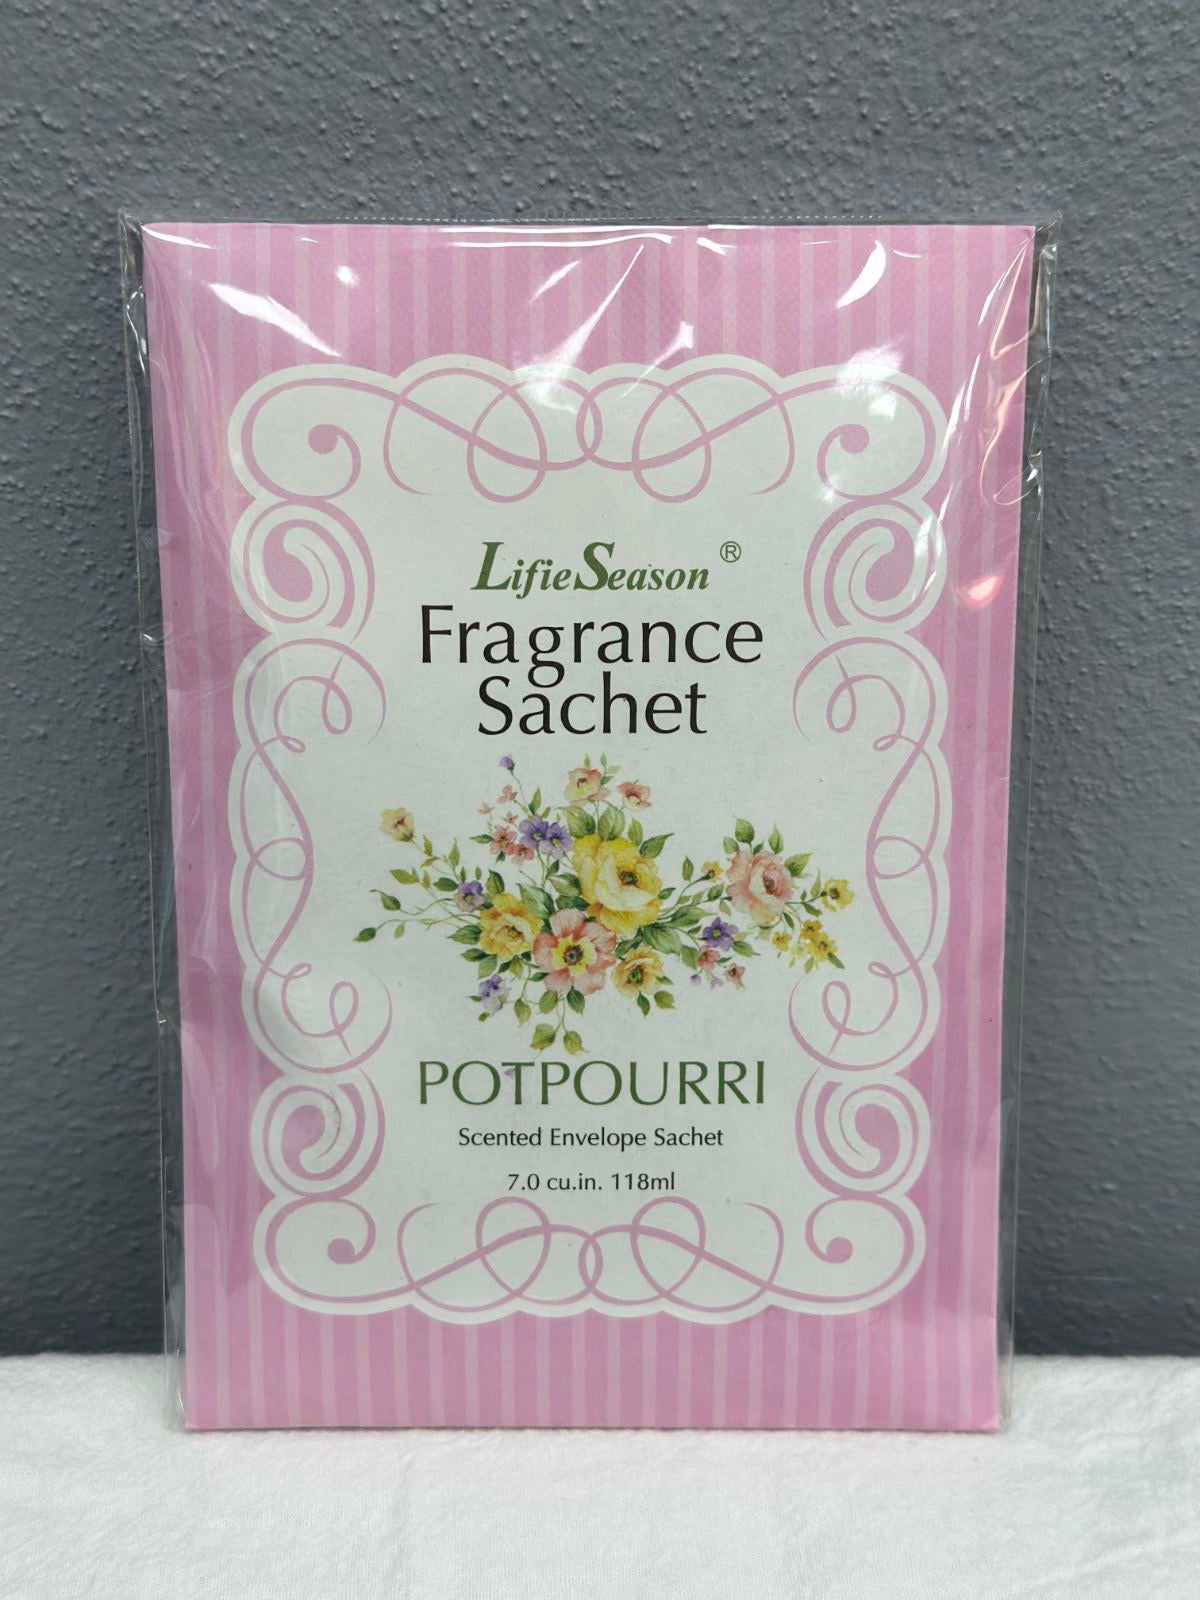 LifieSeason®
Fragrance
Sachet
POTPOURRI
Scented Envelope Sachet
7.0 cu.in. 118ml